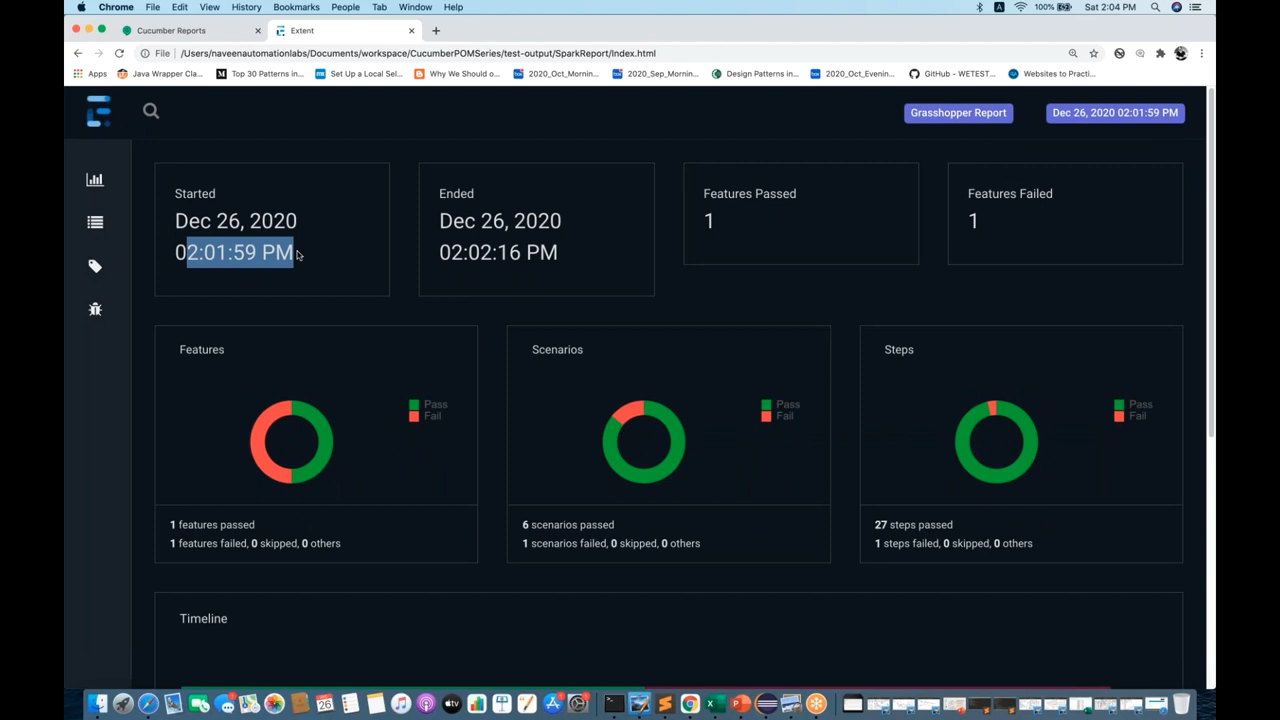 Chrome File Edit View History Bookmarks People Tab Window Help
100% Sat 2:04 PM
Cucumber Reports
Extent
File /Users/naveenautomationlabs/Documents/workspace/CucumberPOMSeries/test-output/SparkReport/Index.html
Apps Java Wrapper Cla... Top 30 Patterns in... Set Up a Local Sel... Why We Should o... 2020_Oct_Mornin... 2020_Sep_Mornin... Design Patterns in... 2020_Oct_Evenin... GitHub - WETEST... Websites to Practi...
Grasshopper Report
Dec 26, 2020 02:01:59 PM
Started
Dec 26, 2020
02:01:59 PM
Ended
Dec 26, 2020
02:02:16 PM
Features Passed
1
Features Failed
1
Features
Pass
Fail
1 features passed
1 features failed, 0 skipped, 0 others
Scenarios
Pass
Fail
6 scenarios passed
1 scenarios failed, 0 skipped, 0 others
Steps
Pass
Fail
27 steps passed
1 steps failed, 0 skipped, 0 others
Timeline